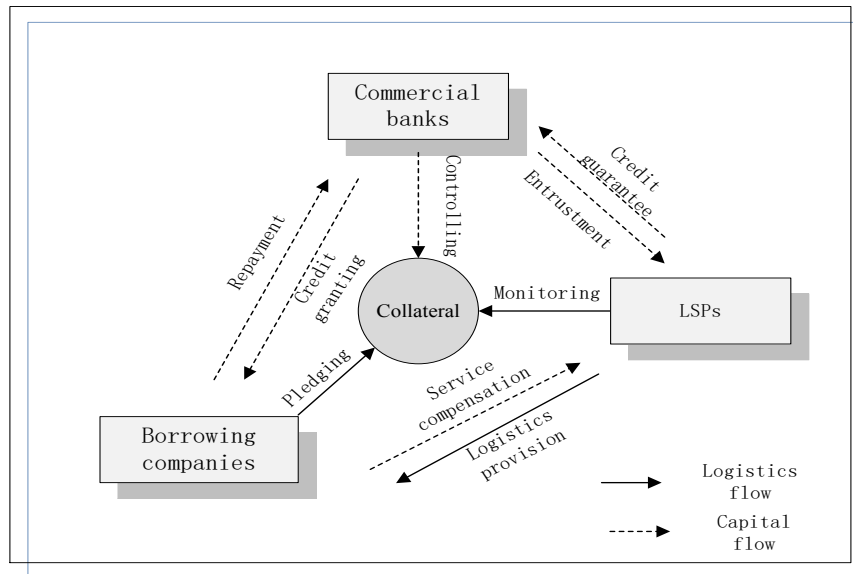 Commercial
banks
Credit
guarantee
Entrustment
Controlling
Repayment
Credit
granting
Collateral
Monitoring
LSPs
Pledging
Service
compensation
Logistics
provision
Borrowing
companies
Logistics
flow
Capital
flow